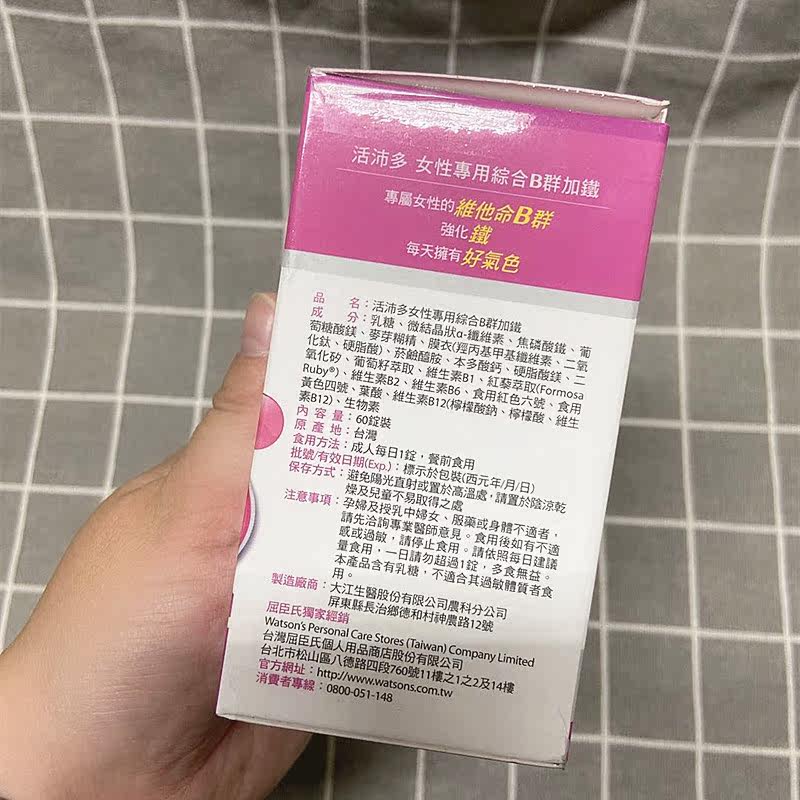 活沛多 女性專用綜合B群加鐵
專屬女性的維他命B群
強化鐵
每天擁有好氣色
品名：活沛多女性專用綜合B群加鐵
成分：乳糖、微結晶狀α-纖維素、焦磷酸鐵、葡
萄糖酸鎂、麥芽糊精、膜衣(羥丙基甲基纖維素、二氧
化鈦、硬脂酸)、菸鹼醯胺、本多酸鈣、硬脂酸鎂、二
氧化矽、葡萄籽萃取、維生素B1、紅藜萃取(Formosa
Ruby®)、維生素B2、維生素B6、食用紅色六號、食用
黃色四號、葉酸、維生素B12(檸檬酸鈉、檸檬酸、維生
素B12)、生物素
內容量：60錠裝
原產地：台灣
食用方法：成人每日1錠，餐前食用
批號/有效日期(Exp.)：標示於包裝(西元年/月/日)
保存方式：避免陽光直射或置於高溫處，請置於陰涼乾
燥及兒童不易取得之處
注意事項：孕婦及授乳中婦女、服藥或身體不適者，
請先洽詢專業醫師意見。食用後如有不適
感或過敏，請停止食用。請依照每日建議
量食用，一日請勿超過1錠，多食無益。
本產品含有乳糖，不適合其過敏體質者食
用。
製造廠商：大江生醫股份有限公司農科分公司
屏東縣長治鄉德和村神農路12號
屈臣氏獨家經銷
Watson's Personal Care Stores (Taiwan) Company Limited
台灣屈臣氏個人用品商店股份有限公司
台北市松山區八德路四段760號11樓之1之2及14樓
官方網址：http://www.watsons.com.tw
消費者專線：0800-051-148